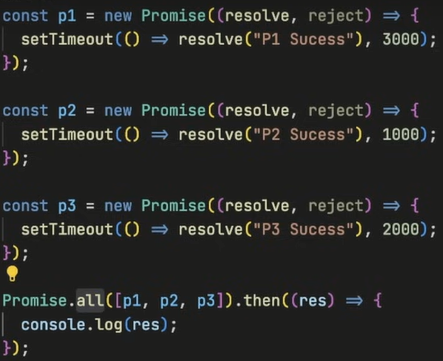 const p1 = new Promise((resolve, reject) => {
  setTimeout(() => resolve("P1 Sucess"), 3000);
});
const p2 = new Promise((resolve, reject) => {
  setTimeout(() => resolve("P2 Sucess"), 1000);
});
const p3 = new Promise((resolve, reject) => {
  setTimeout(() => resolve("P3 Sucess"), 2000);
});
Promise.all([p1, p2, p3]).then((res) => {
  console.log(res);
});